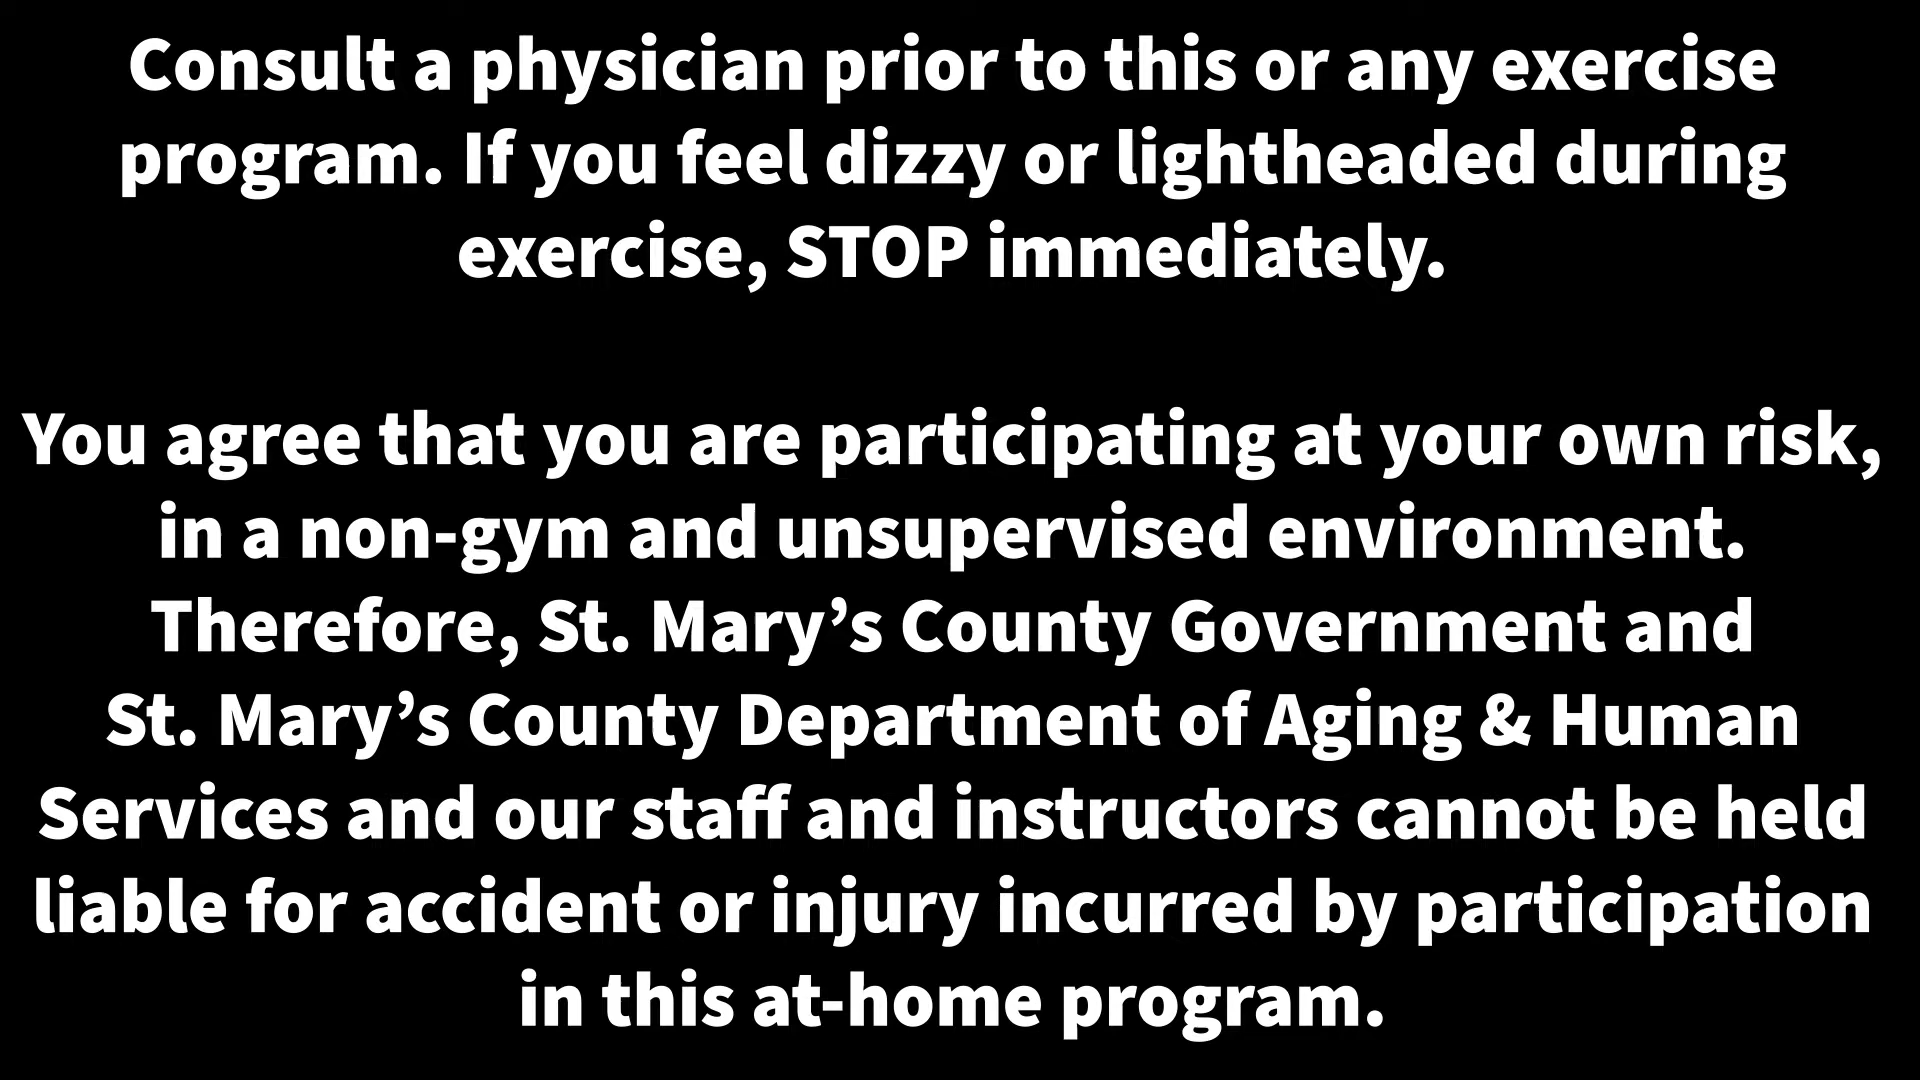 Consult a physician prior to this or any exercise
program. If you feel dizzy or lightheaded during
exercise, STOP immediately.
You agree that you are participating at your own risk,
in a non-gym and unsupervised environment.
Therefore, St. Mary’s County Government and
St. Mary’s County Department of Aging & Human
Services and our staff and instructors cannot be held
liable for accident or injury incurred by participation
in this at-home program.